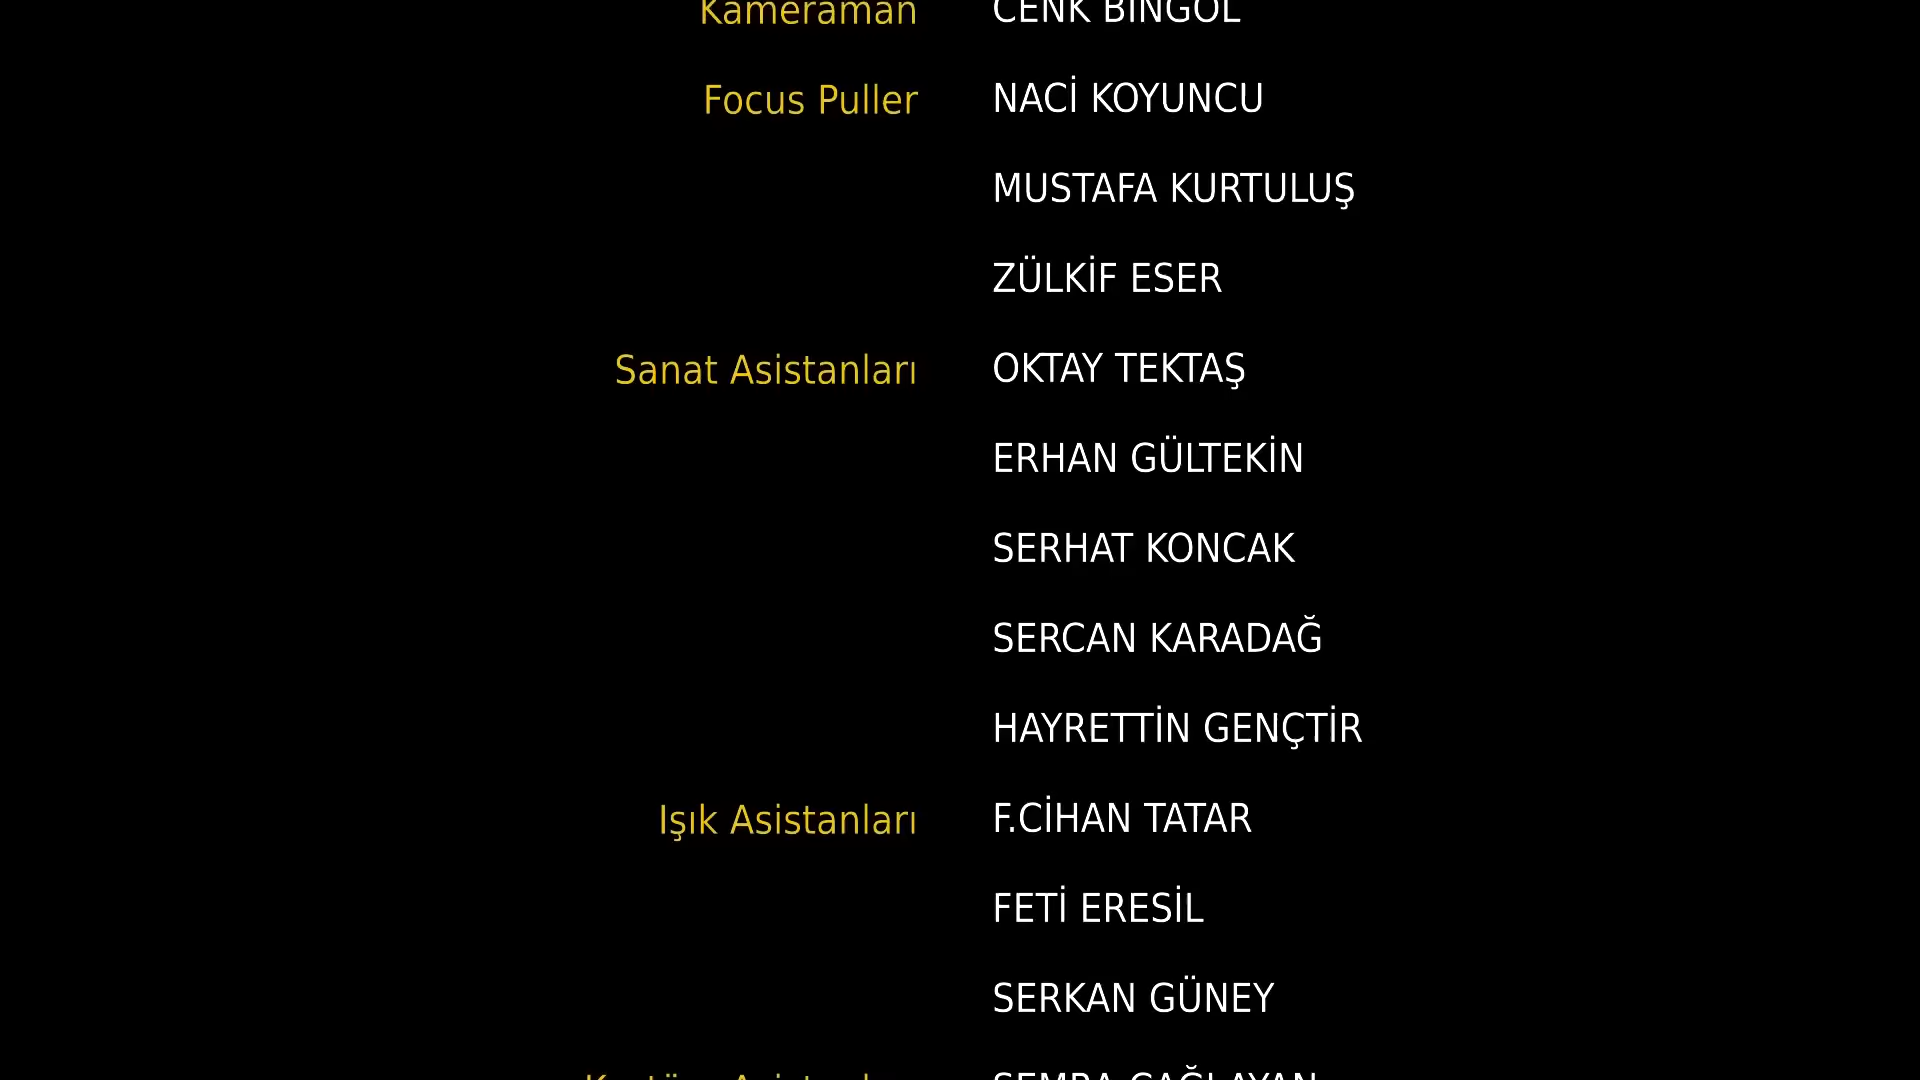 Kameraman CENK BİNGÖL
Focus Puller NACİ KOYUNCU
MUSTAFA KURTULUŞ
ZÜLKİF ESER
Sanat Asistanları OKTAY TEKTAŞ
ERHAN GÜLTEKİN
SERHAT KONCAK
SERCAN KARADAĞ
HAYRETTİN GENÇTİR
Işık Asistanları F.CİHAN TATAR
FETİ ERESİL
SERKAN GÜNEY